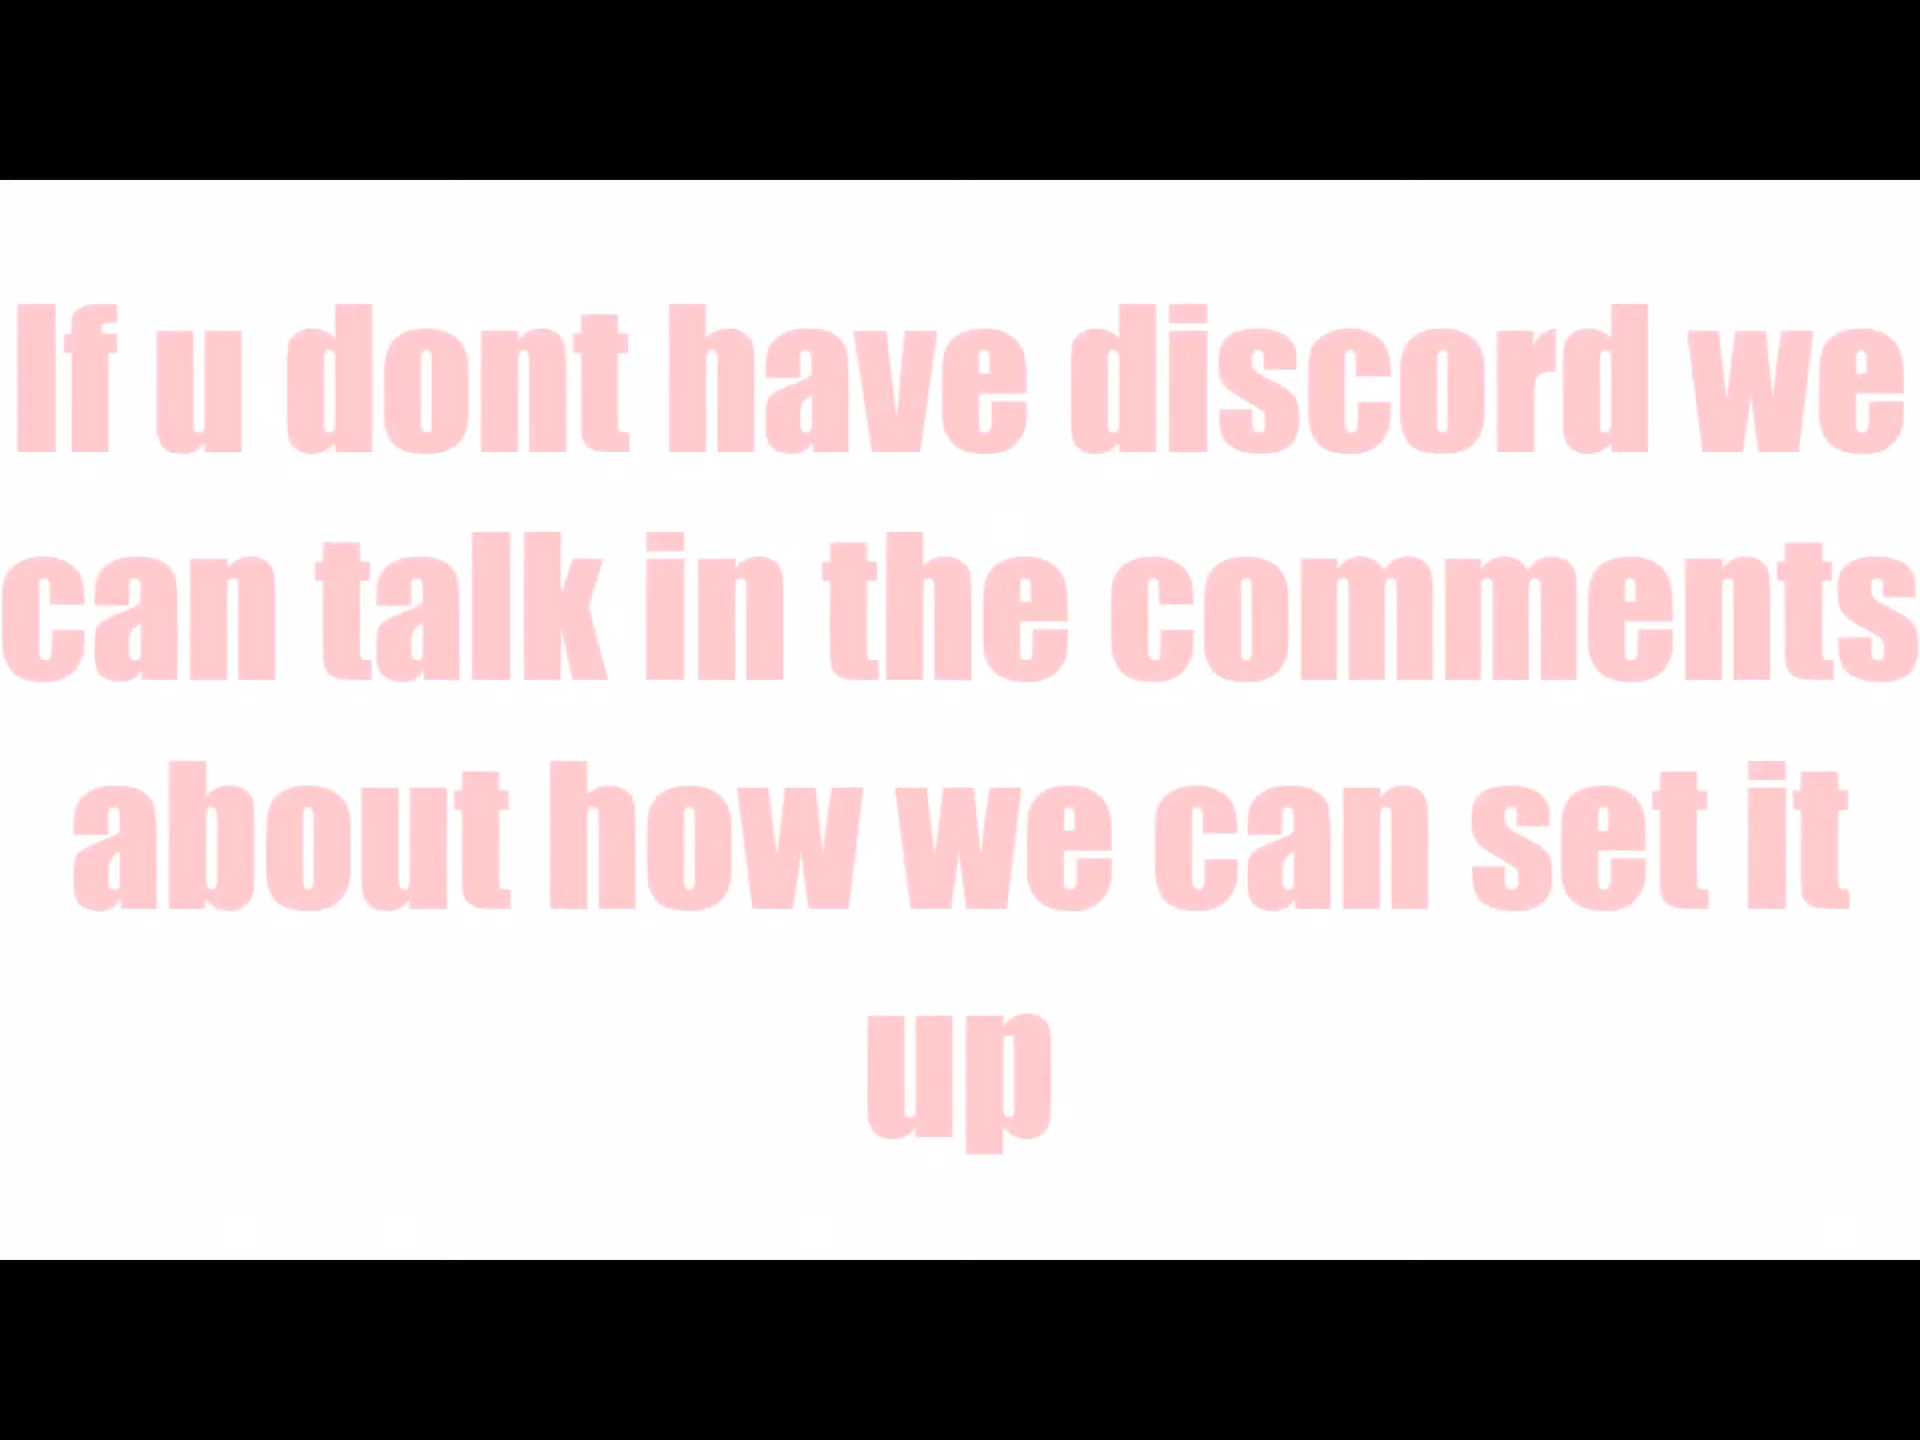 If u dont have discord we
can talk in the comments
about how we can set it
up